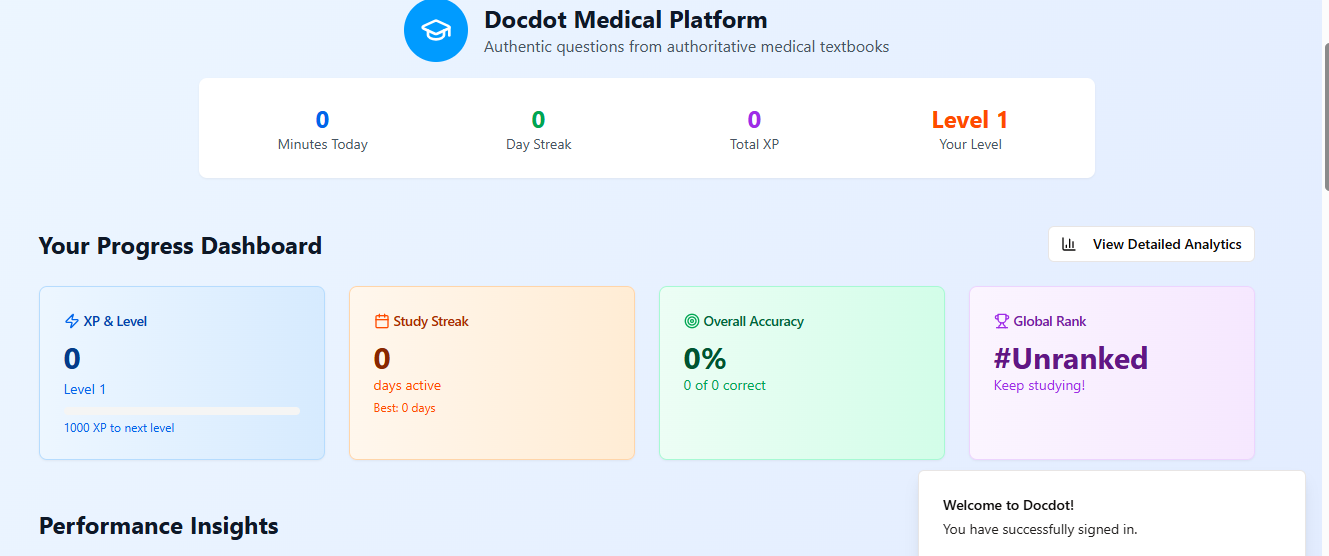 Docdot Medical Platform
Authentic questions from authoritative medical textbooks
0
Minutes Today
0
Day Streak
0
Total XP
Level 1
Your Level
Your Progress Dashboard
View Detailed Analytics
XP & Level
0
Level 1
1000 XP to next level
Study Streak
0
days active
Best: 0 days
Overall Accuracy
0%
0 of 0 correct
Global Rank
#Unranked
Keep studying!
Performance Insights
Welcome to Docdot!
You have successfully signed in.